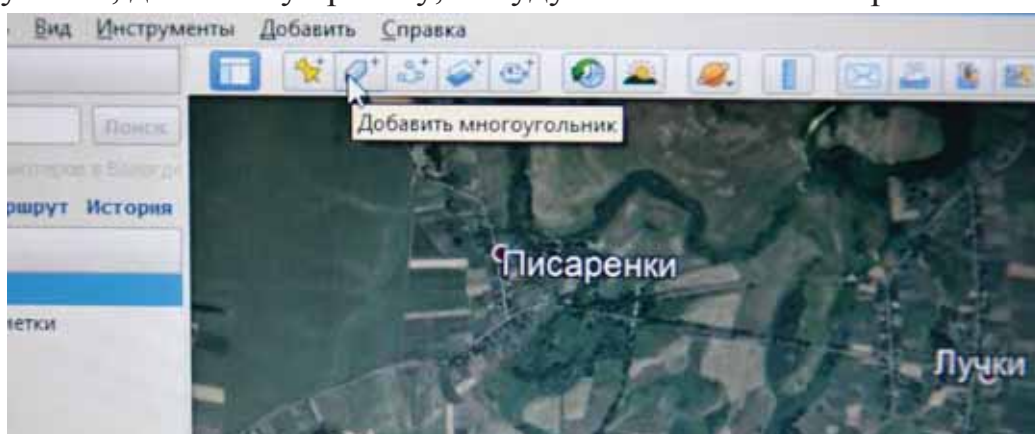 Вид Инструменты Добавить Справка
Добавить многоугольник
Поиск
ршрут История
Писаренки
метки
Лучки